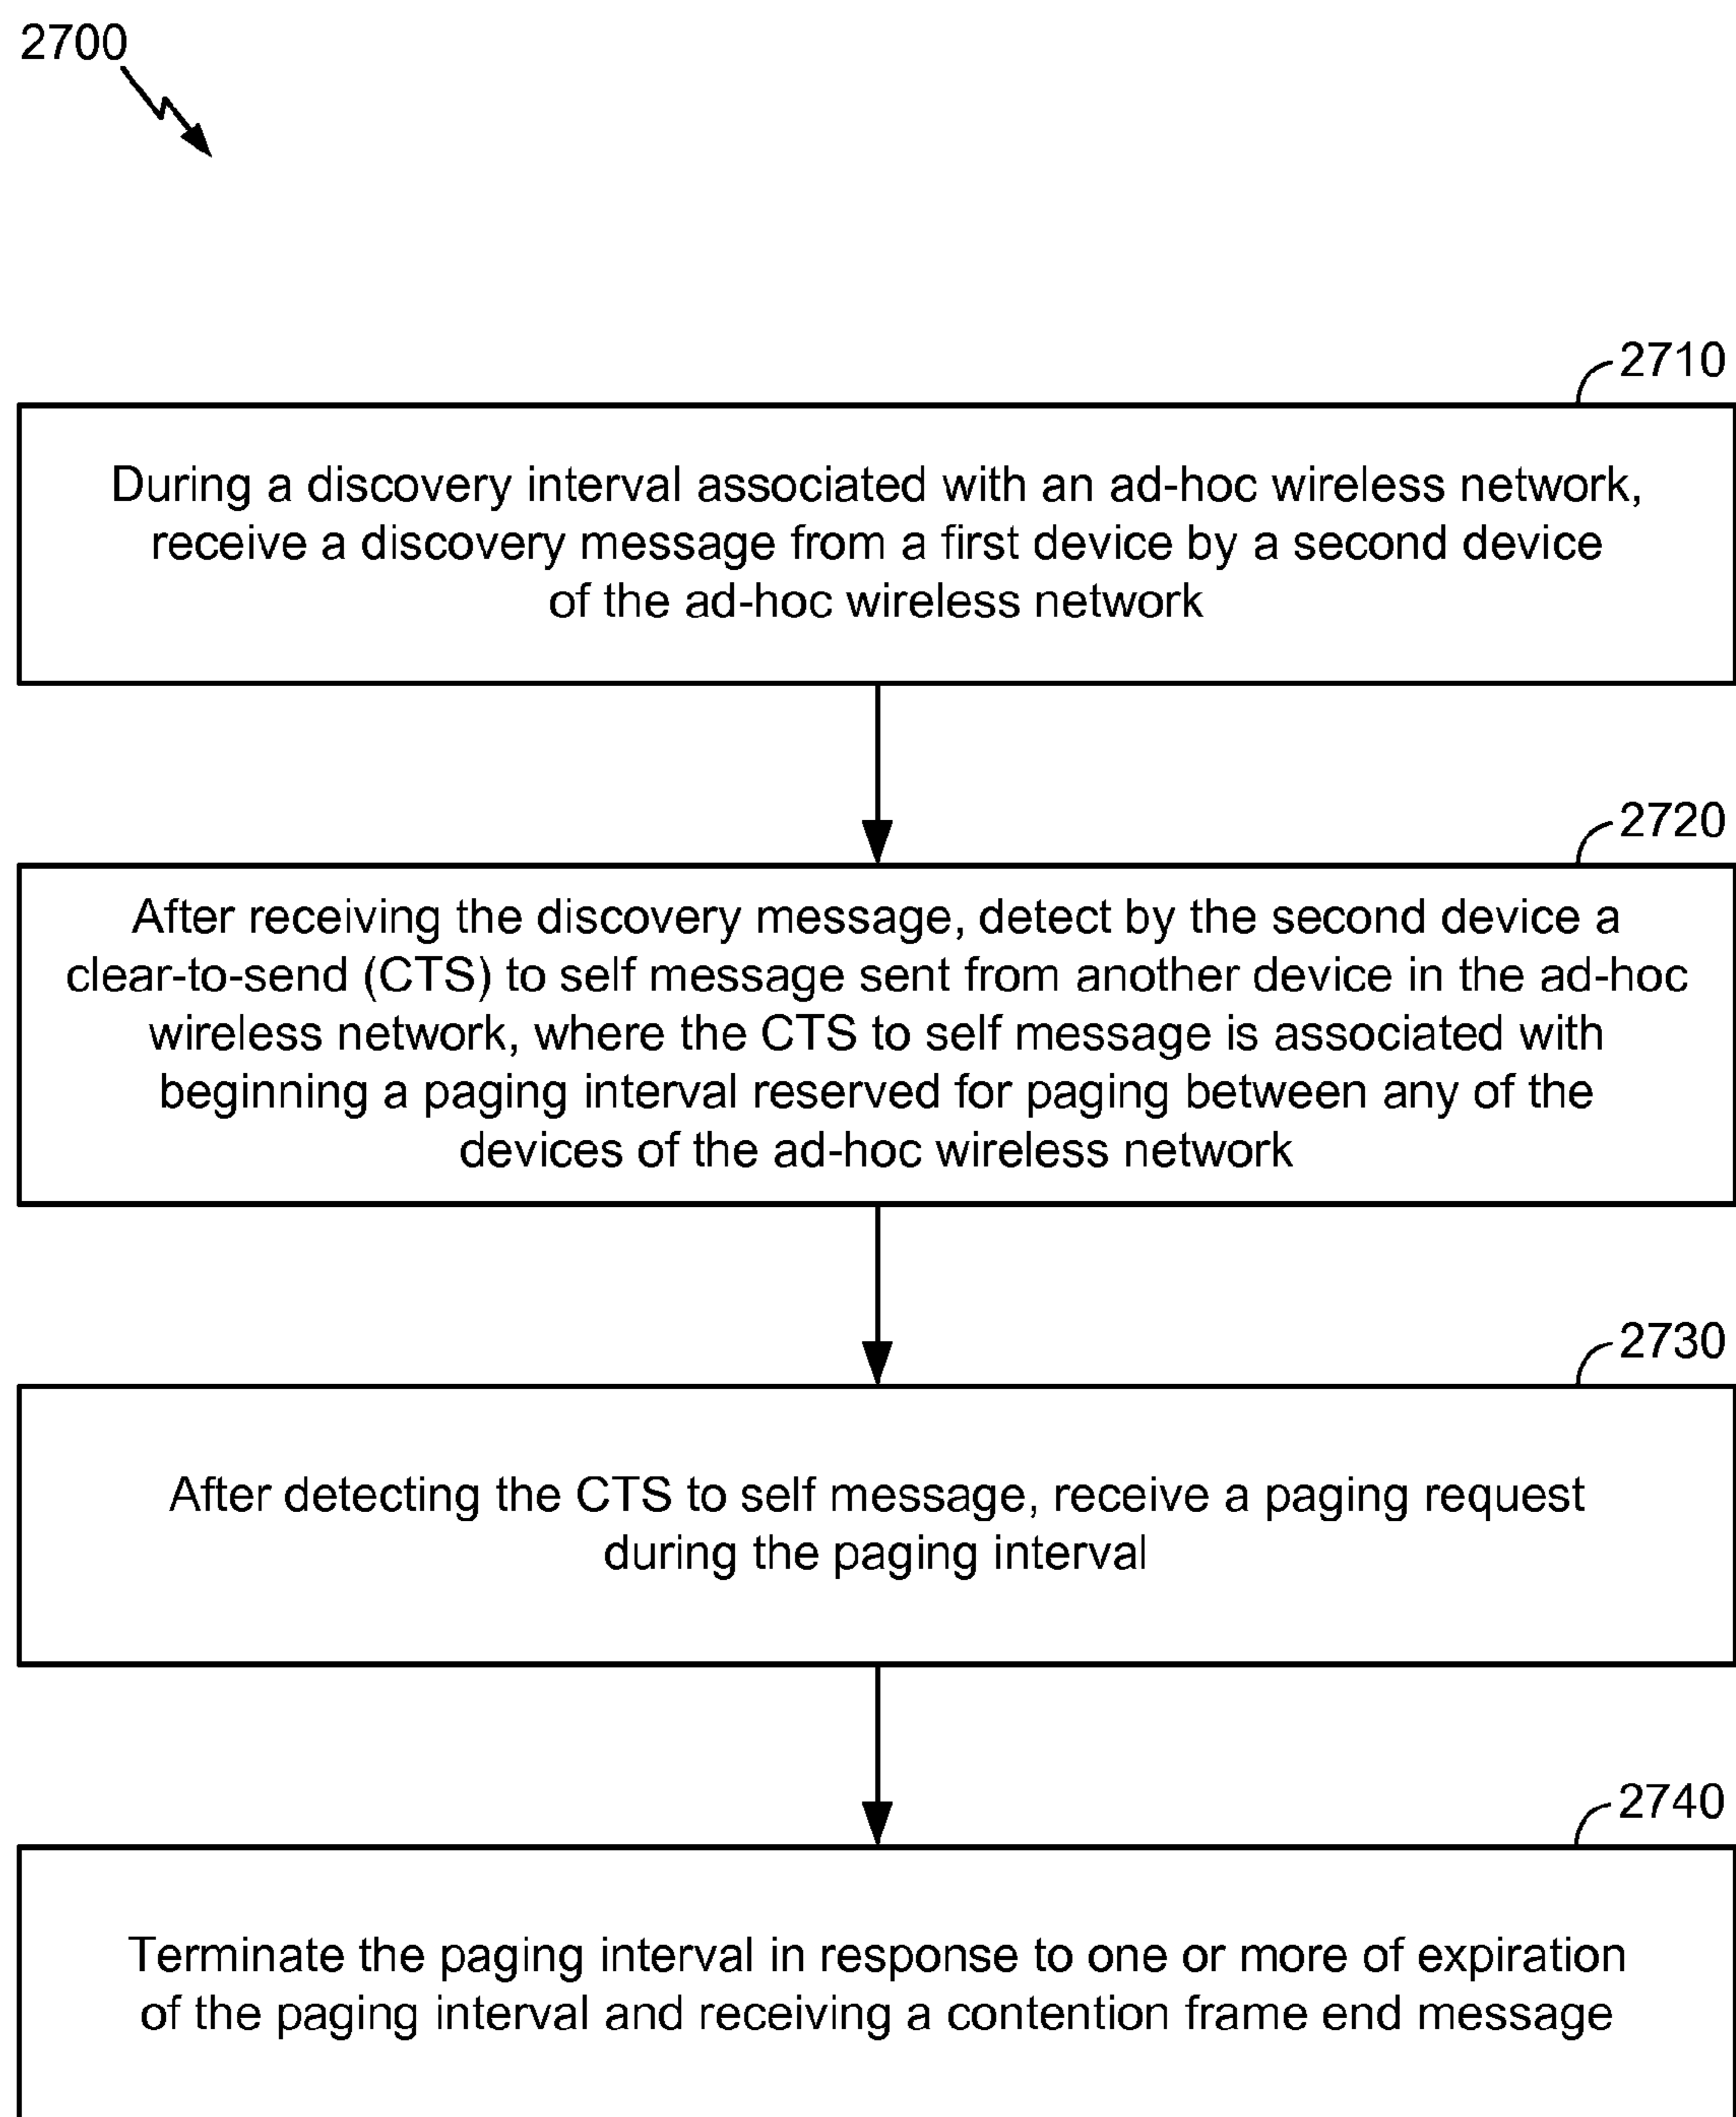 2700
2710
During a discovery interval associated with an ad-hoc wireless network,
receive a discovery message from a first device by a second device
of the ad-hoc wireless network
2720
After receiving the discovery message, detect by the second device a
clear-to-send (CTS) to self message sent from another device in the ad-hoc
wireless network, where the CTS to self message is associated with
beginning a paging interval reserved for paging between any of the
devices of the ad-hoc wireless network
2730
After detecting the CTS to self message, receive a paging request
during the paging interval
2740
Terminate the paging interval in response to one or more of expiration
of the paging interval and receiving a contention frame end message